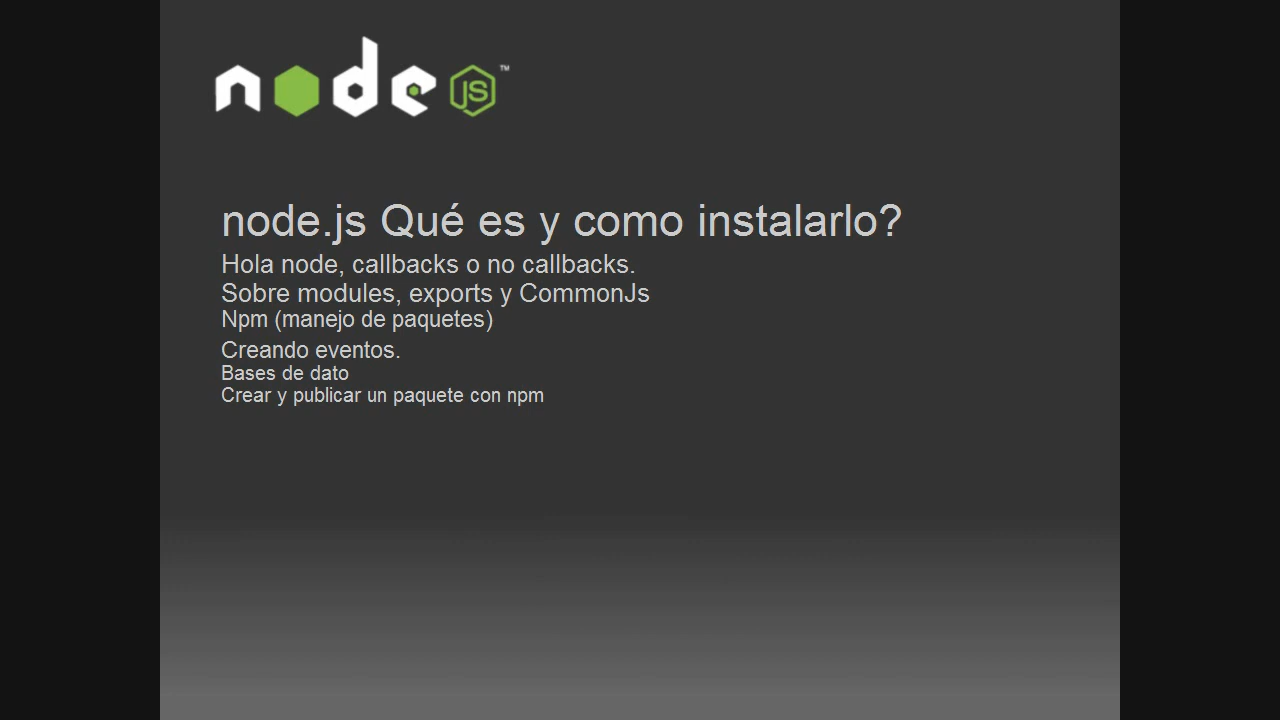 node JS ™
node.js Qué es y como instalarlo?
Hola node, callbacks o no callbacks.
Sobre modules, exports y CommonJs
Npm (manejo de paquetes)
Creando eventos.
Bases de dato
Crear y publicar un paquete con npm